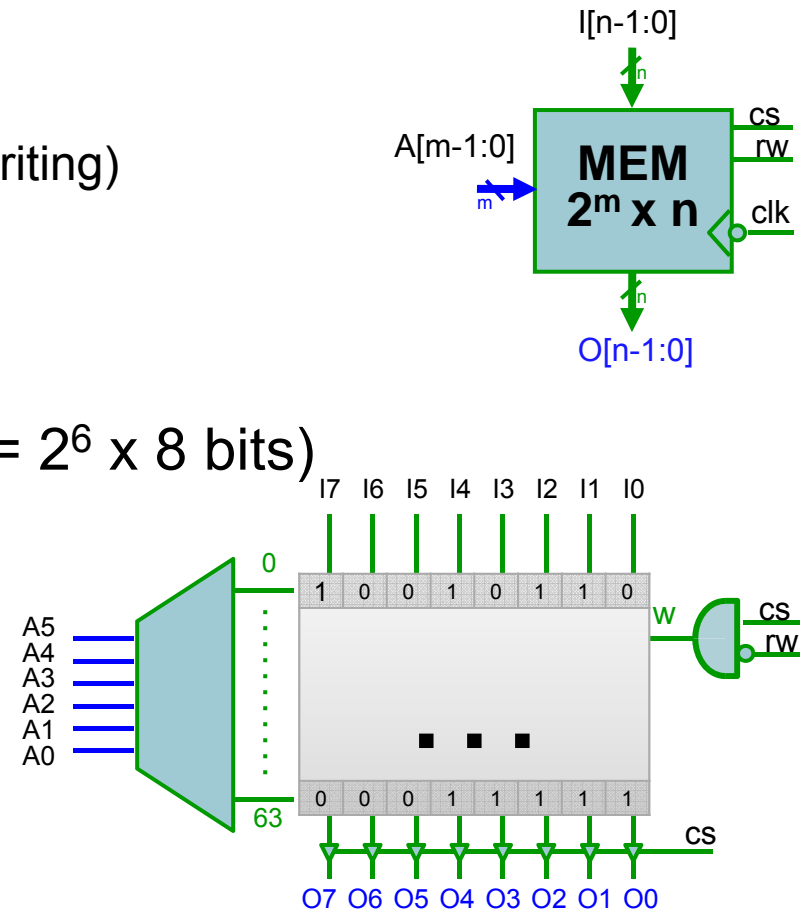 I[n-1:0]
n
cs
rw
riting)
A[m-1:0]
m
MEM
2ᵐ x n
clk
n
O[n-1:0]
= 2⁶ x 8 bits)
I7 I6 I5 I4 I3 I2 I1 I0
0
1 0 0 1 0 1 1 0
w
cs
rw
A5
A4
A3
A2
A1
A0
. . .
63
0 0 0 1 1 1 1 1
cs
O7 O6 O5 O4 O3 O2 O1 O0